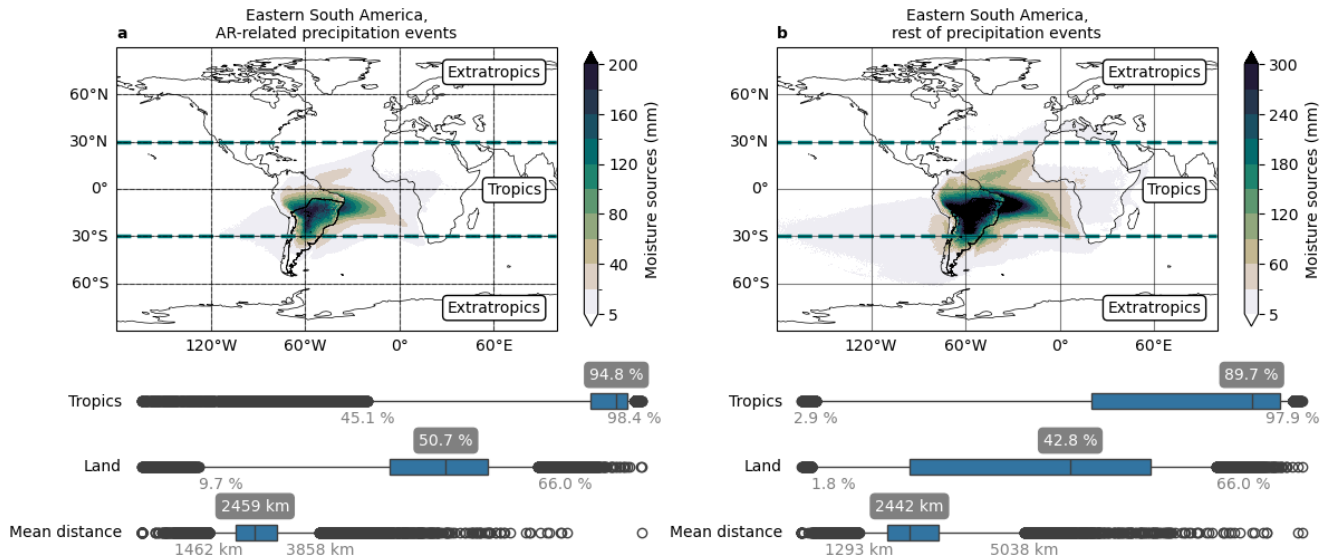 Eastern South America,
a AR-related precipitation events
Extratropics
Tropics
Extratropics
60°N
30°N
0°
30°S
60°S
120°W 60°W 0° 60°E
200
160
120
80
40
5
Moisture sources (mm)
Eastern South America,
b rest of precipitation events
Extratropics
Tropics
Extratropics
60°N
30°N
0°
30°S
60°S
120°W 60°W 0° 60°E
300
240
180
120
60
5
Moisture sources (mm)
94.8 %
Tropics
45.1 % 98.4 %
50.7 %
Land
9.7 % 66.0 %
2459 km
Mean distance
1462 km 3858 km
89.7 %
Tropics
2.9 % 97.9 %
42.8 %
Land
1.8 % 66.0 %
2442 km
Mean distance
1293 km 5038 km